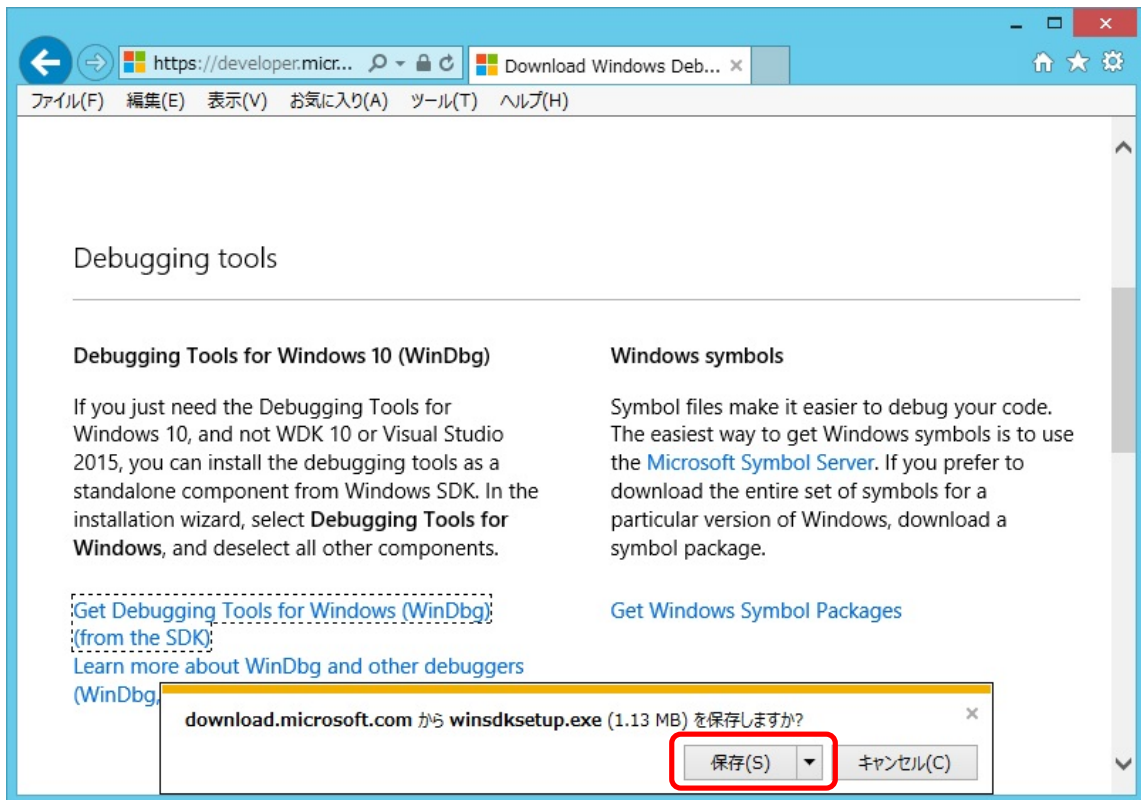 https://developer.micr...
Download Windows Deb...
ファイル(F) 編集(E) 表示(V) お気に入り(A) ツール(T) ヘルプ(H)
Debugging tools
Debugging Tools for Windows 10 (WinDbg)
If you just need the Debugging Tools for
Windows 10, and not WDK 10 or Visual Studio
2015, you can install the debugging tools as a
standalone component from Windows SDK. In the
installation wizard, select Debugging Tools for
Windows, and deselect all other components.
Get Debugging Tools for Windows (WinDbg)
(from the SDK)
Learn more about WinDbg and other debuggers
(WinDbg,
Windows symbols
Symbol files make it easier to debug your code.
The easiest way to get Windows symbols is to use
the Microsoft Symbol Server. If you prefer to
download the entire set of symbols for a
particular version of Windows, download a
symbol package.
Get Windows Symbol Packages
download.microsoft.com から winsdksetup.exe (1.13 MB) を保存しますか?
保存(S) キャンセル(C)